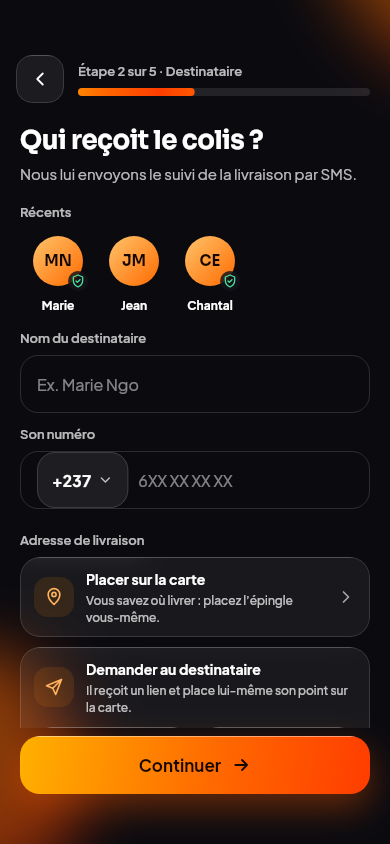 Étape 2 sur 5 · Destinataire
Qui reçoit le colis ?
Nous lui envoyons le suivi de la livraison par SMS.
Récents
MN JM CE
Marie Jean Chantal
Nom du destinataire
Ex. Marie Ngo
Son numéro
+237 6XX XX XX XX
Adresse de livraison
Placer sur la carte
Vous savez où livrer : placez l'épingle
vous-même.
Demander au destinataire
Il reçoit un lien et place lui-même son point sur
la carte.
Continuer